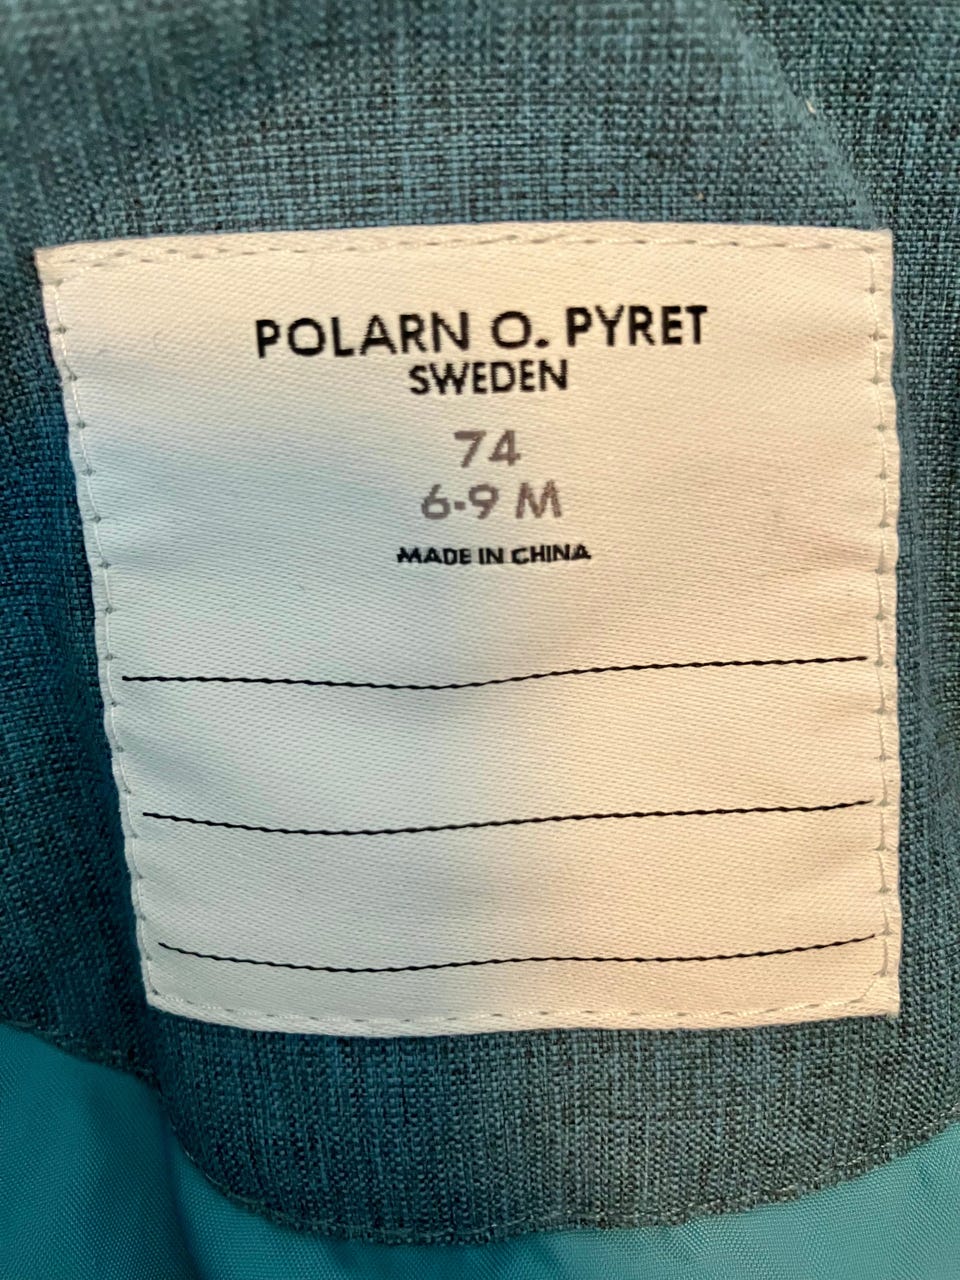 POLARN O. PYRET
SWEDEN
74
6-9 M
MADE IN CHINA